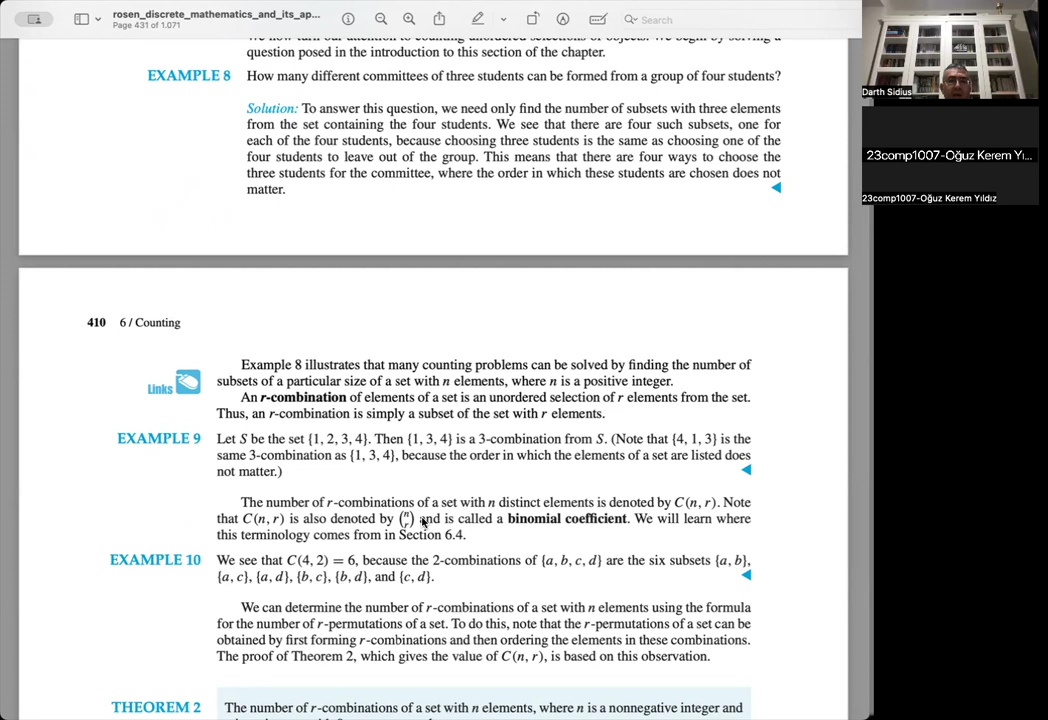 rosen_discrete_mathematics_and_its_ap...
Page 431 of 1.071
Search
question posed in the introduction to this section of the chapter.
EXAMPLE 8 How many different committees of three students can be formed from a group of four students?
Solution: To answer this question, we need only find the number of subsets with three elements
from the set containing the four students. We see that there are four such subsets, one for
each of the four students, because choosing three students is the same as choosing one of the
four students to leave out of the group. This means that there are four ways to choose the
three students for the committee, where the order in which these students are chosen does not
matter.
410 6 / Counting
Example 8 illustrates that many counting problems can be solved by finding the number of
Links
subsets of a particular size of a set with n elements, where n is a positive integer.
An r-combination of elements of a set is an unordered selection of r elements from the set.
Thus, an r-combination is simply a subset of the set with r elements.
EXAMPLE 9 Let S be the set {1, 2, 3, 4}. Then {1, 3, 4} is a 3-combination from S. (Note that {4, 1, 3} is the
same 3-combination as {1, 3, 4}, because the order in which the elements of a set are listed does
not matter.)
The number of r-combinations of a set with n distinct elements is denoted by C(n, r). Note
that C(n, r) is also denoted by (n r) and is called a binomial coefficient. We will learn where
this terminology comes from in Section 6.4.
EXAMPLE 10 We see that C(4, 2) = 6, because the 2-combinations of {a, b, c, d} are the six subsets {a, b},
{a, c}, {a, d}, {b, c}, {b, d}, and {c, d}.
We can determine the number of r-combinations of a set with n elements using the formula
for the number of r-permutations of a set. To do this, note that the r-permutations of a set can be
obtained by first forming r-combinations and then ordering the elements in these combinations.
The proof of Theorem 2, which gives the value of C(n, r), is based on this observation.
THEOREM 2 The number of r-combinations of a set with n elements, where n is a nonnegative integer and
Darth Sidius
23comp1007-Oğuz Kerem Yı...
23comp1007-Oğuz Kerem Yıldız